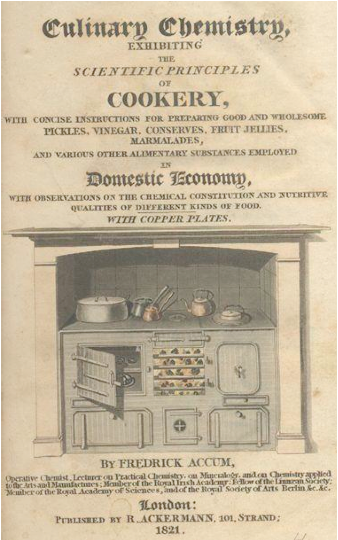 Culinary Chemistry,
EXHIBITING
THE
SCIENTIFIC PRINCIPLES
OF
COOKERY,
WITH CONCISE INSTRUCTIONS FOR PREPARING GOOD AND WHOLESOME
PICKLES, VINEGAR, CONSERVES, FRUIT JELLIES,
MARMALADES,
AND VARIOUS OTHER ALIMENTARY SUBSTANCES EMPLOYED
IN
Domestic Economy,
WITH OBSERVATIONS ON THE CHEMICAL CONSTITUTION AND NUTRITIVE
QUALITIES OF DIFFERENT KINDS OF FOOD.
WITH COPPER PLATES.
BY FREDRICK ACCUM,
Operative Chemist, Lecturer on Practical Chemistry, on Mineralogy, and on Chemistry applied
to the Arts and Manufactures; Member of the Royal Irish Academy; Fellow of the Linnæan Society;
Member of the Royal Academy of Sciences, and of the Royal Society of Arts Berlin &c. &c.
London:
PUBLISHED BY R. ACKERMANN, 101, STRAND;
1821.